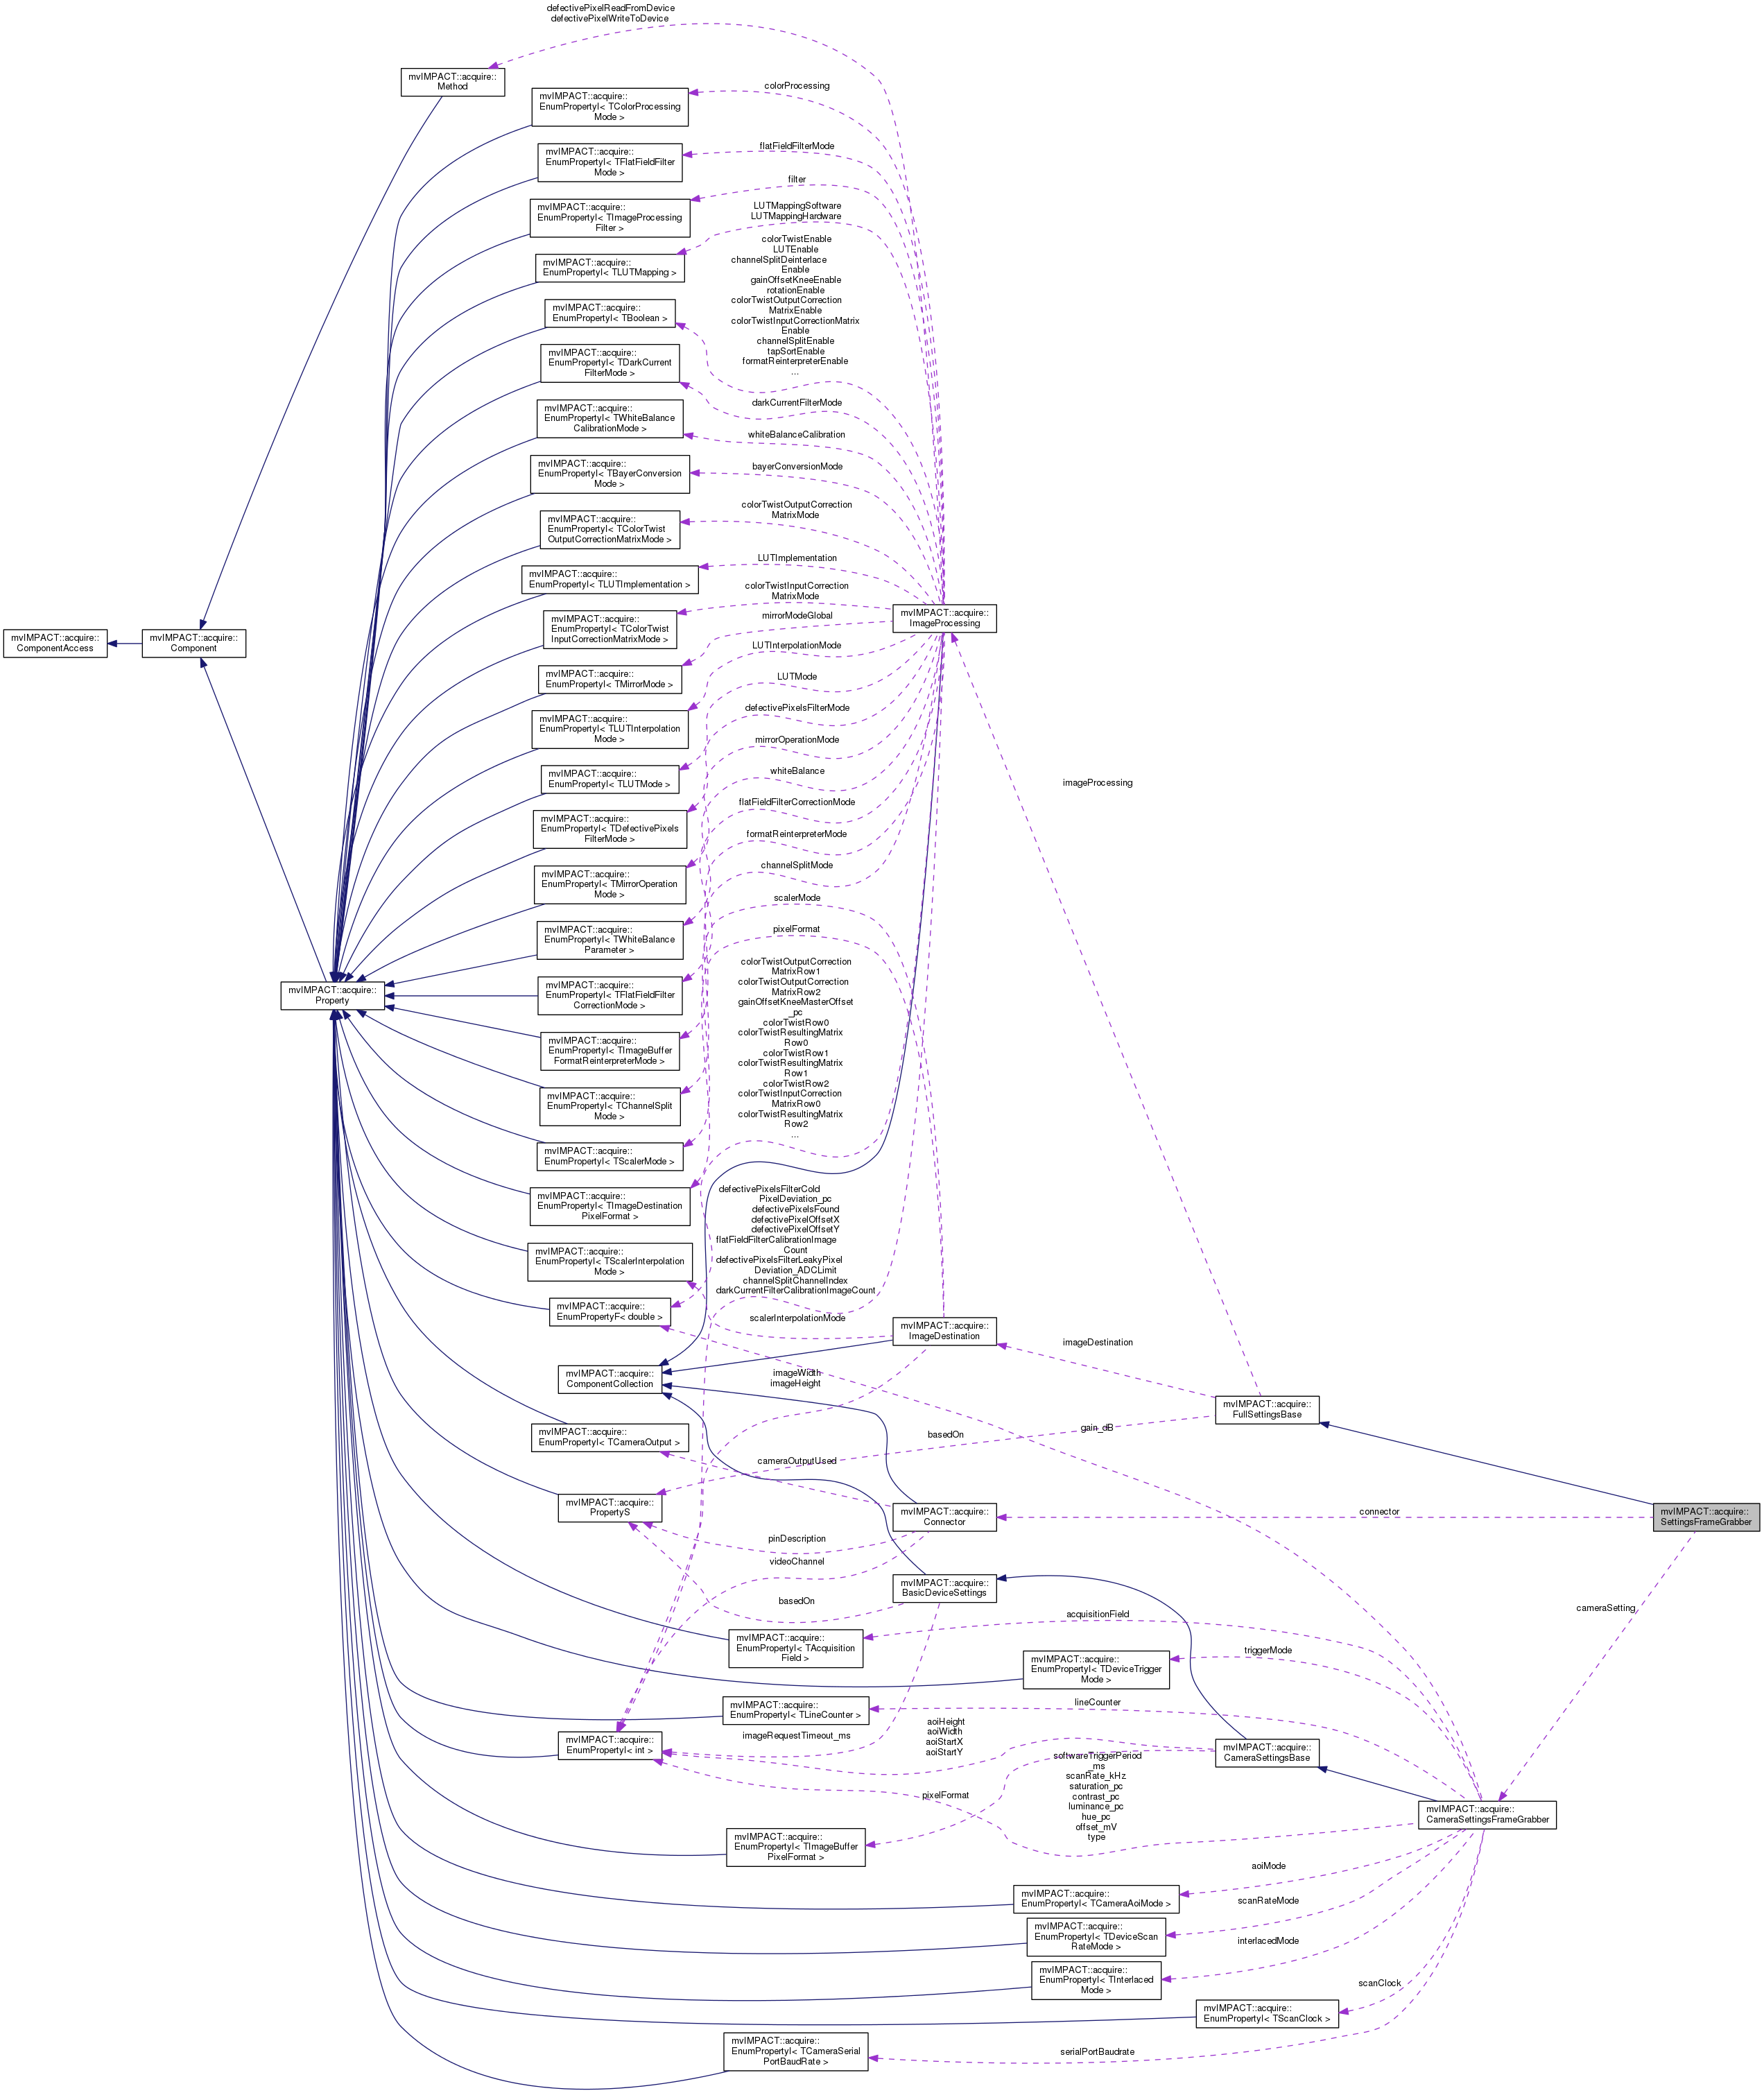 defectivePixelReadFromDevice
defectivePixelWriteToDevice
mvIMPACT::acquire::
Method
colorProcessing
mvIMPACT::acquire::
EnumPropertyI< TColorProcessing
Mode >
flatFieldFilterMode
mvIMPACT::acquire::
EnumPropertyI< TFlatFieldFilter
Mode >
filter
mvIMPACT::acquire::
EnumPropertyI< TImageProcessing
Filter >
LUTMappingSoftware
LUTMappingHardware
mvIMPACT::acquire::
EnumPropertyI< TLUTMapping >
colorTwistEnable
LUTEnable
channelSplitDeinterlace
Enable
gainOffsetKneeEnable
rotationEnable
colorTwistOutputCorrection
MatrixEnable
colorTwistInputCorrectionMatrix
Enable
channelSplitEnable
tapSortEnable
formatReinterpreterEnable
...
mvIMPACT::acquire::
EnumPropertyI< TBoolean >
mvIMPACT::acquire::
EnumPropertyI< TDarkCurrent
FilterMode >
darkCurrentFilterMode
mvIMPACT::acquire::
EnumPropertyI< TWhiteBalance
CalibrationMode >
whiteBalanceCalibration
mvIMPACT::acquire::
EnumPropertyI< TBayerConversion
Mode >
bayerConversionMode
mvIMPACT::acquire::
EnumPropertyI< TColorTwist
OutputCorrectionMatrixMode >
colorTwistOutputCorrection
MatrixMode
mvIMPACT::acquire::
EnumPropertyI< TLUTImplementation >
LUTImplementation
mvIMPACT::acquire::
EnumPropertyI< TColorTwist
InputCorrectionMatrixMode >
colorTwistInputCorrection
MatrixMode
mvIMPACT::acquire::
ImageProcessing
mvIMPACT::acquire::
ComponentAccess
mvIMPACT::acquire::
Component
mirrorModeGlobal
mvIMPACT::acquire::
EnumPropertyI< TMirrorMode >
LUTInterpolationMode
mvIMPACT::acquire::
EnumPropertyI< TLUTInterpolation
Mode >
LUTMode
mvIMPACT::acquire::
EnumPropertyI< TLUTMode >
defectivePixelsFilterMode
mvIMPACT::acquire::
EnumPropertyI< TDefectivePixels
FilterMode >
mirrorOperationMode
mvIMPACT::acquire::
EnumPropertyI< TMirrorOperation
Mode >
whiteBalance
mvIMPACT::acquire::
EnumPropertyI< TWhiteBalance
Parameter >
flatFieldFilterCorrectionMode
mvIMPACT::acquire::
EnumPropertyI< TFlatFieldFilter
CorrectionMode >
formatReinterpreterMode
mvIMPACT::acquire::
EnumPropertyI< TImageBuffer
FormatReinterpreterMode >
channelSplitMode
mvIMPACT::acquire::
EnumPropertyI< TChannelSplit
Mode >
scalerMode
mvIMPACT::acquire::
EnumPropertyI< TScalerMode >
pixelFormat
mvIMPACT::acquire::
EnumPropertyI< TImageDestination
PixelFormat >
imageProcessing
mvIMPACT::acquire::
Property
colorTwistOutputCorrection
MatrixRow1
colorTwistOutputCorrection
MatrixRow2
gainOffsetKneeMasterOffset
_pc
colorTwistRow0
colorTwistResultingMatrix
Row0
colorTwistRow1
colorTwistResultingMatrix
Row1
colorTwistRow2
colorTwistInputCorrection
MatrixRow0
colorTwistResultingMatrix
Row2
...
defectivePixelsFilterCold
PixelDeviation_pc
defectivePixelsFound
defectivePixelOffsetX
defectivePixelOffsetY
flatFieldFilterCalibrationImage
Count
defectivePixelsFilterLeakyPixel
Deviation_ADCLimit
channelSplitChannelIndex
darkCurrentFilterCalibrationImageCount
mvIMPACT::acquire::
EnumPropertyI< TScalerInterpolation
Mode >
scalerInterpolationMode
mvIMPACT::acquire::
EnumPropertyF< double >
mvIMPACT::acquire::
ImageDestination
imageDestination
mvIMPACT::acquire::
ComponentCollection
imageWidth
imageHeight
mvIMPACT::acquire::
FullSettingsBase
gain_dB
basedOn
mvIMPACT::acquire::
EnumPropertyI< TCameraOutput >
cameraOutputUsed
mvIMPACT::acquire::
PropertyS
mvIMPACT::acquire::
Connector
connector
mvIMPACT::acquire::
SettingsFrameGrabber
pinDescription
videoChannel
mvIMPACT::acquire::
BasicDeviceSettings
basedOn
cameraSetting
acquisitionField
mvIMPACT::acquire::
EnumPropertyI< TAcquisition
Field >
triggerMode
mvIMPACT::acquire::
EnumPropertyI< TDeviceTrigger
Mode >
lineCounter
mvIMPACT::acquire::
EnumPropertyI< TLineCounter >
imageRequestTimeout_ms
mvIMPACT::acquire::
EnumPropertyI< int >
aoiHeight
aoiWidth
aoiStartX
aoiStartY
mvIMPACT::acquire::
CameraSettingsBase
softwareTriggerPeriod
_ms
scanRate_kHz
saturation_pc
contrast_pc
luminance_pc
hue_pc
offset_mV
type
pixelFormat
mvIMPACT::acquire::
CameraSettingsFrameGrabber
mvIMPACT::acquire::
EnumPropertyI< TImageBuffer
PixelFormat >
aoiMode
mvIMPACT::acquire::
EnumPropertyI< TCameraAoiMode >
scanRateMode
mvIMPACT::acquire::
EnumPropertyI< TDeviceScan
RateMode >
interlacedMode
mvIMPACT::acquire::
EnumPropertyI< TInterlaced
Mode >
scanClock
mvIMPACT::acquire::
EnumPropertyI< TScanClock >
serialPortBaudrate
mvIMPACT::acquire::
EnumPropertyI< TCameraSerial
PortBaudRate >